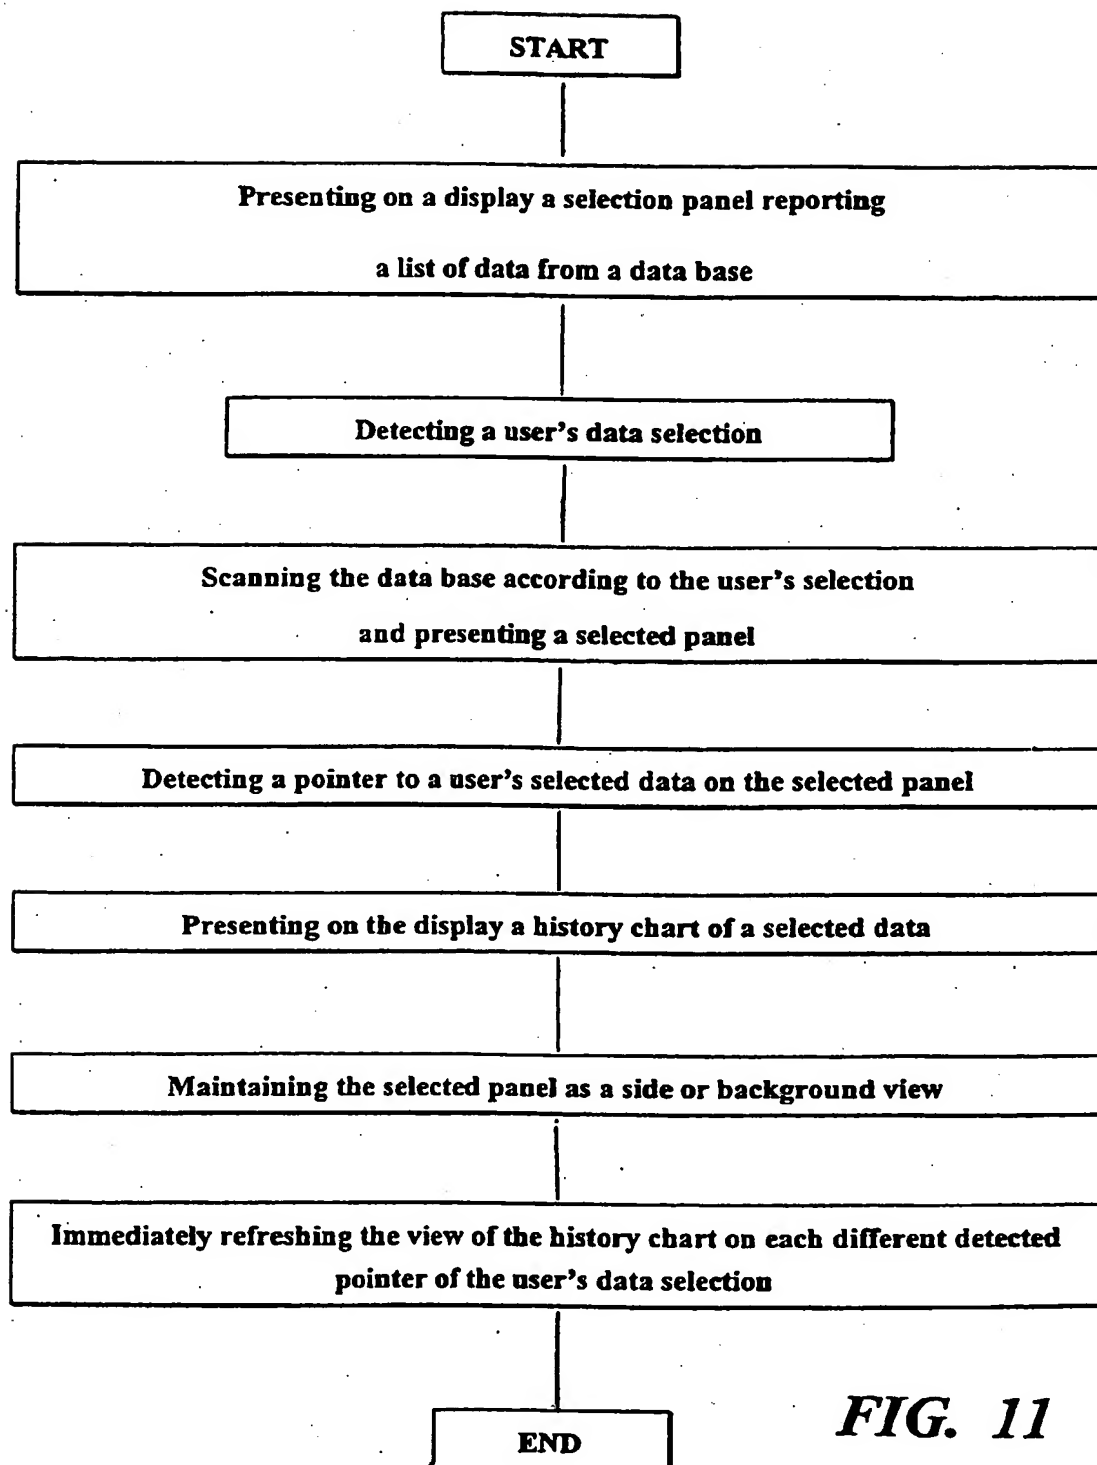 START
Presenting on a display a selection panel reporting
a list of data from a data base
Detecting a user's data selection
Scanning the data base according to the user's selection
and presenting a selected panel
Detecting a pointer to a user's selected data on the selected panel
Presenting on the display a history chart of a selected data
Maintaining the selected panel as a side or background view
Immediately refreshing the view of the history chart on each different detected
pointer of the user's data selection
END
FIG. 11